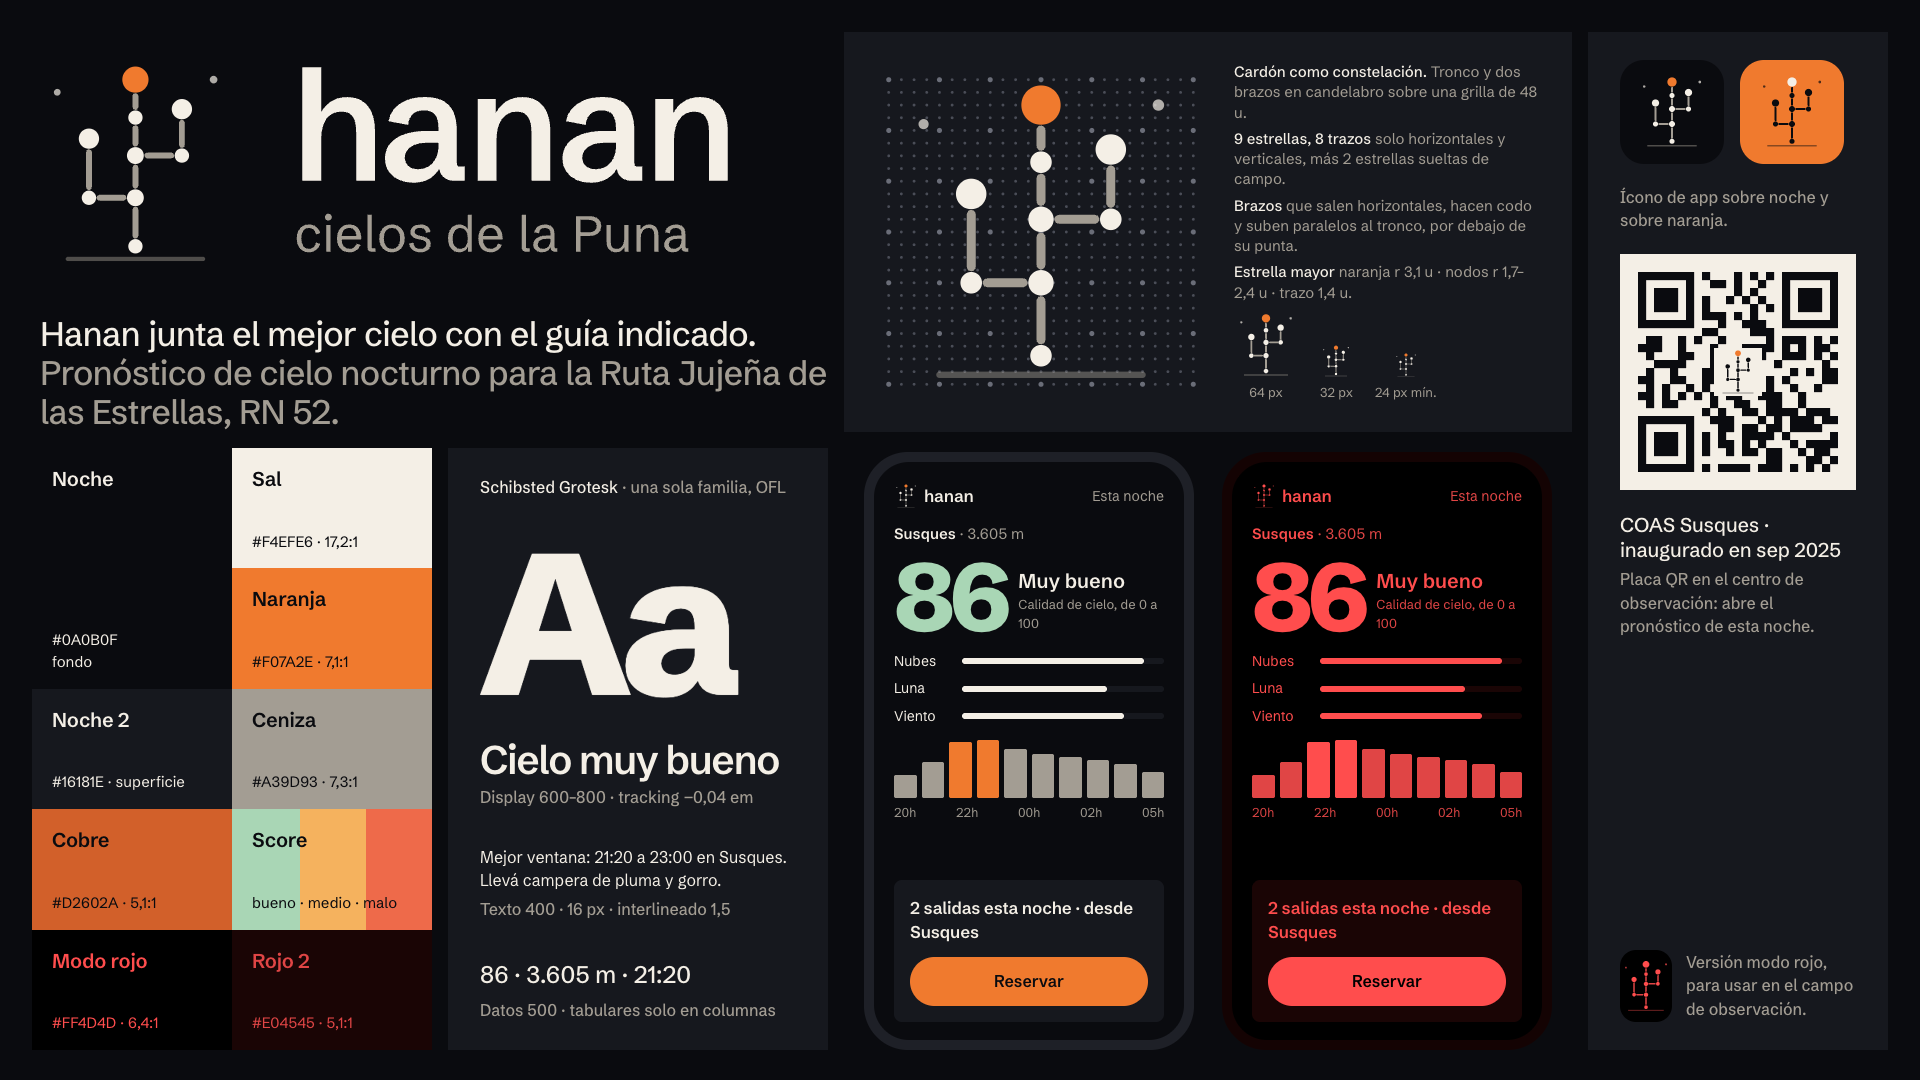 hanan
cielos de la Puna
Hanan junta el mejor cielo con el guía indicado.
Pronóstico de cielo nocturno para la Ruta Jujeña de
las Estrellas, RN 52.
Cardón como constelación. Tronco y dos
brazos en candelabro sobre una grilla de 48
u.
9 estrellas, 8 trazos solo horizontales y
verticales, más 2 estrellas sueltas de
campo.
Brazos que salen horizontales, hacen codo
y suben paralelos al tronco, por debajo de
su punta.
Estrella mayor naranja r 3,1 u · nodos r 1,7–
2,4 u · trazo 1,4 u.
64 px
32 px
24 px mín.
Ícono de app sobre noche y
sobre naranja.
COAS Susques ·
inaugurado en sep 2025
Placa QR en el centro de
observación: abre el
pronóstico de esta noche.
Versión modo rojo,
para usar en el campo
de observación.
Noche
#0A0B0F
fondo
Sal
#F4EFE6 · 17,2:1
Naranja
#F07A2E · 7,1:1
Noche 2
#16181E · superficie
Ceniza
#A39D93 · 7,3:1
Cobre
#D2602A · 5,1:1
Score
bueno · medio · malo
Modo rojo
#FF4D4D · 6,4:1
Rojo 2
#E04545 · 5,1:1
Schibsted Grotesk · una sola familia, OFL
Aa
Cielo muy bueno
Display 600–800 · tracking −0,04 em
Mejor ventana: 21:20 a 23:00 en Susques.
Llevá campera de pluma y gorro.
Texto 400 · 16 px · interlineado 1,5
86 · 3.605 m · 21:20
Datos 500 · tabulares solo en columnas
hanan
Esta noche
Susques · 3.605 m
86
Muy bueno
Calidad de cielo, de 0 a
100
Nubes
Luna
Viento
20h
22h
00h
02h
05h
2 salidas esta noche · desde
Susques
Reservar
hanan
Esta noche
Susques · 3.605 m
86
Muy bueno
Calidad de cielo, de 0 a
100
Nubes
Luna
Viento
20h
22h
00h
02h
05h
2 salidas esta noche · desde
Susques
Reservar